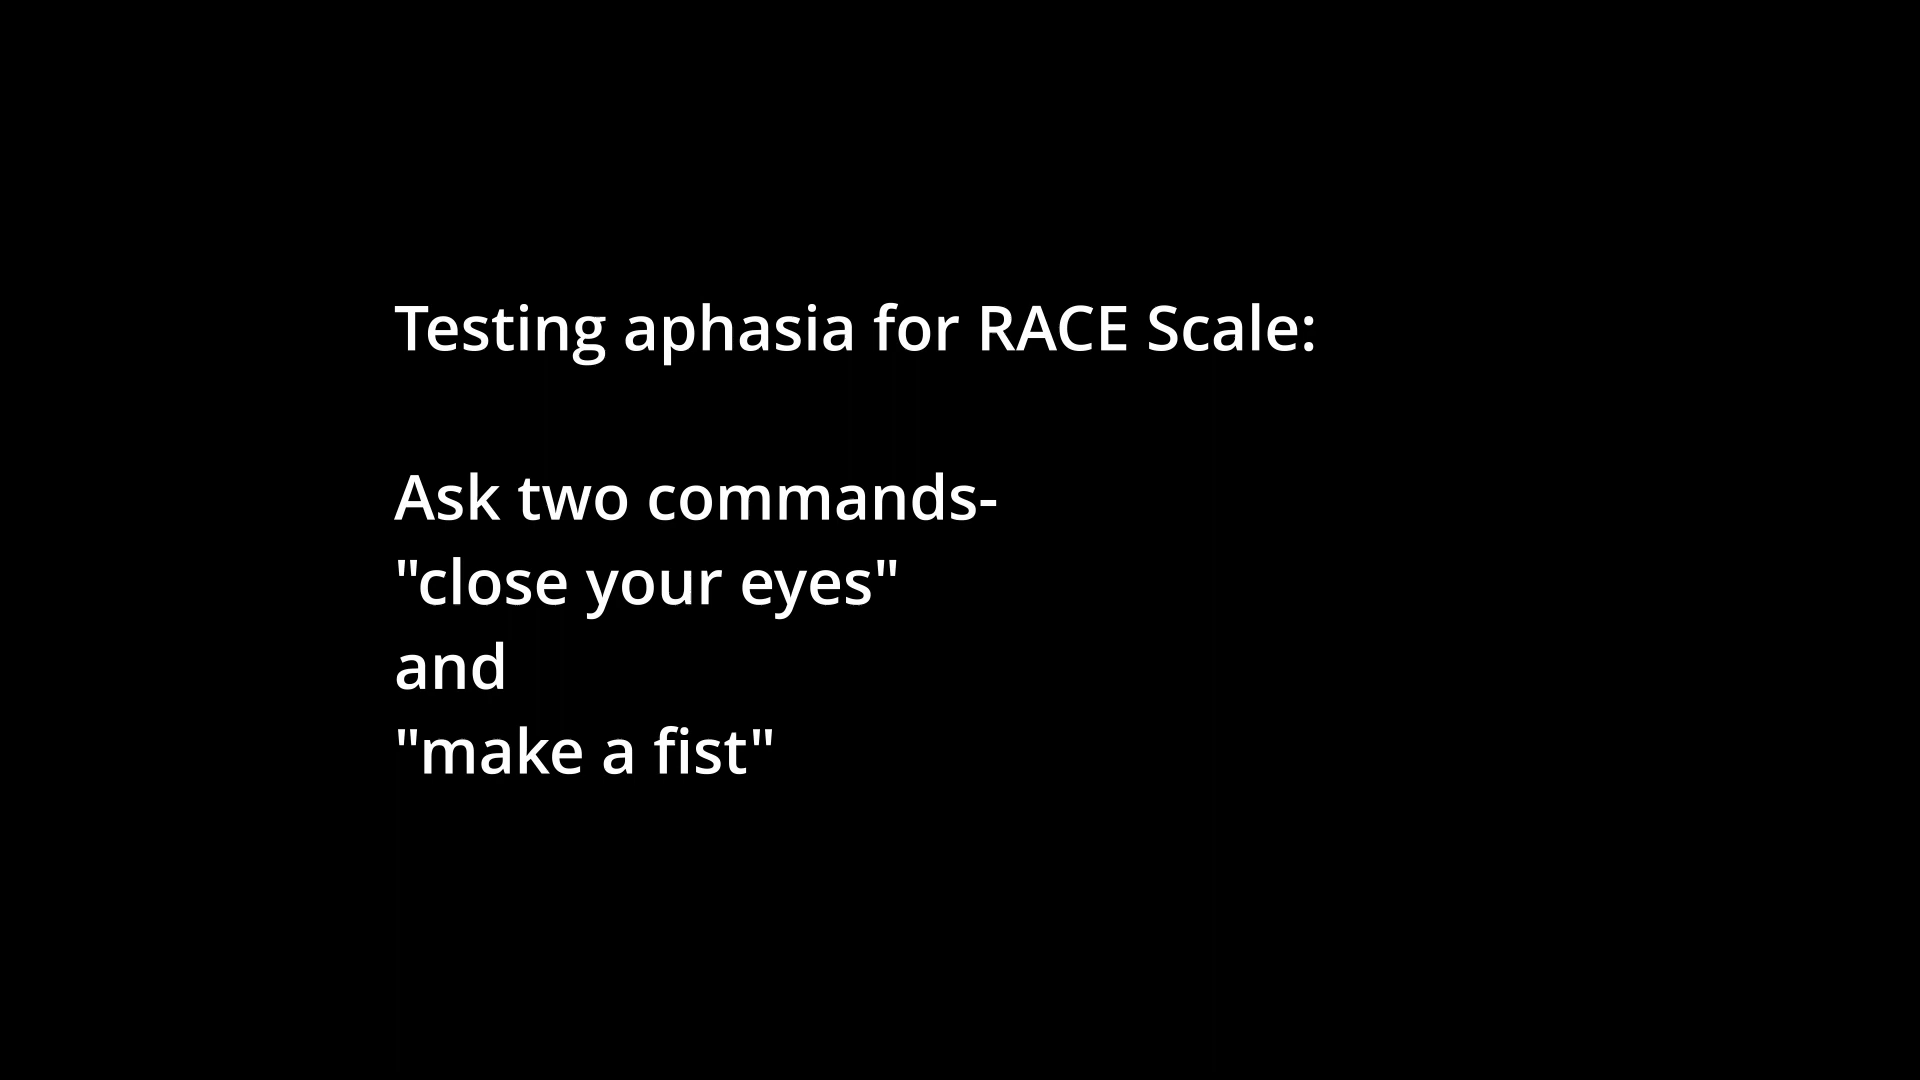 Testing aphasia for RACE Scale:
Ask two commands-
"close your eyes"
and
"make a fist"